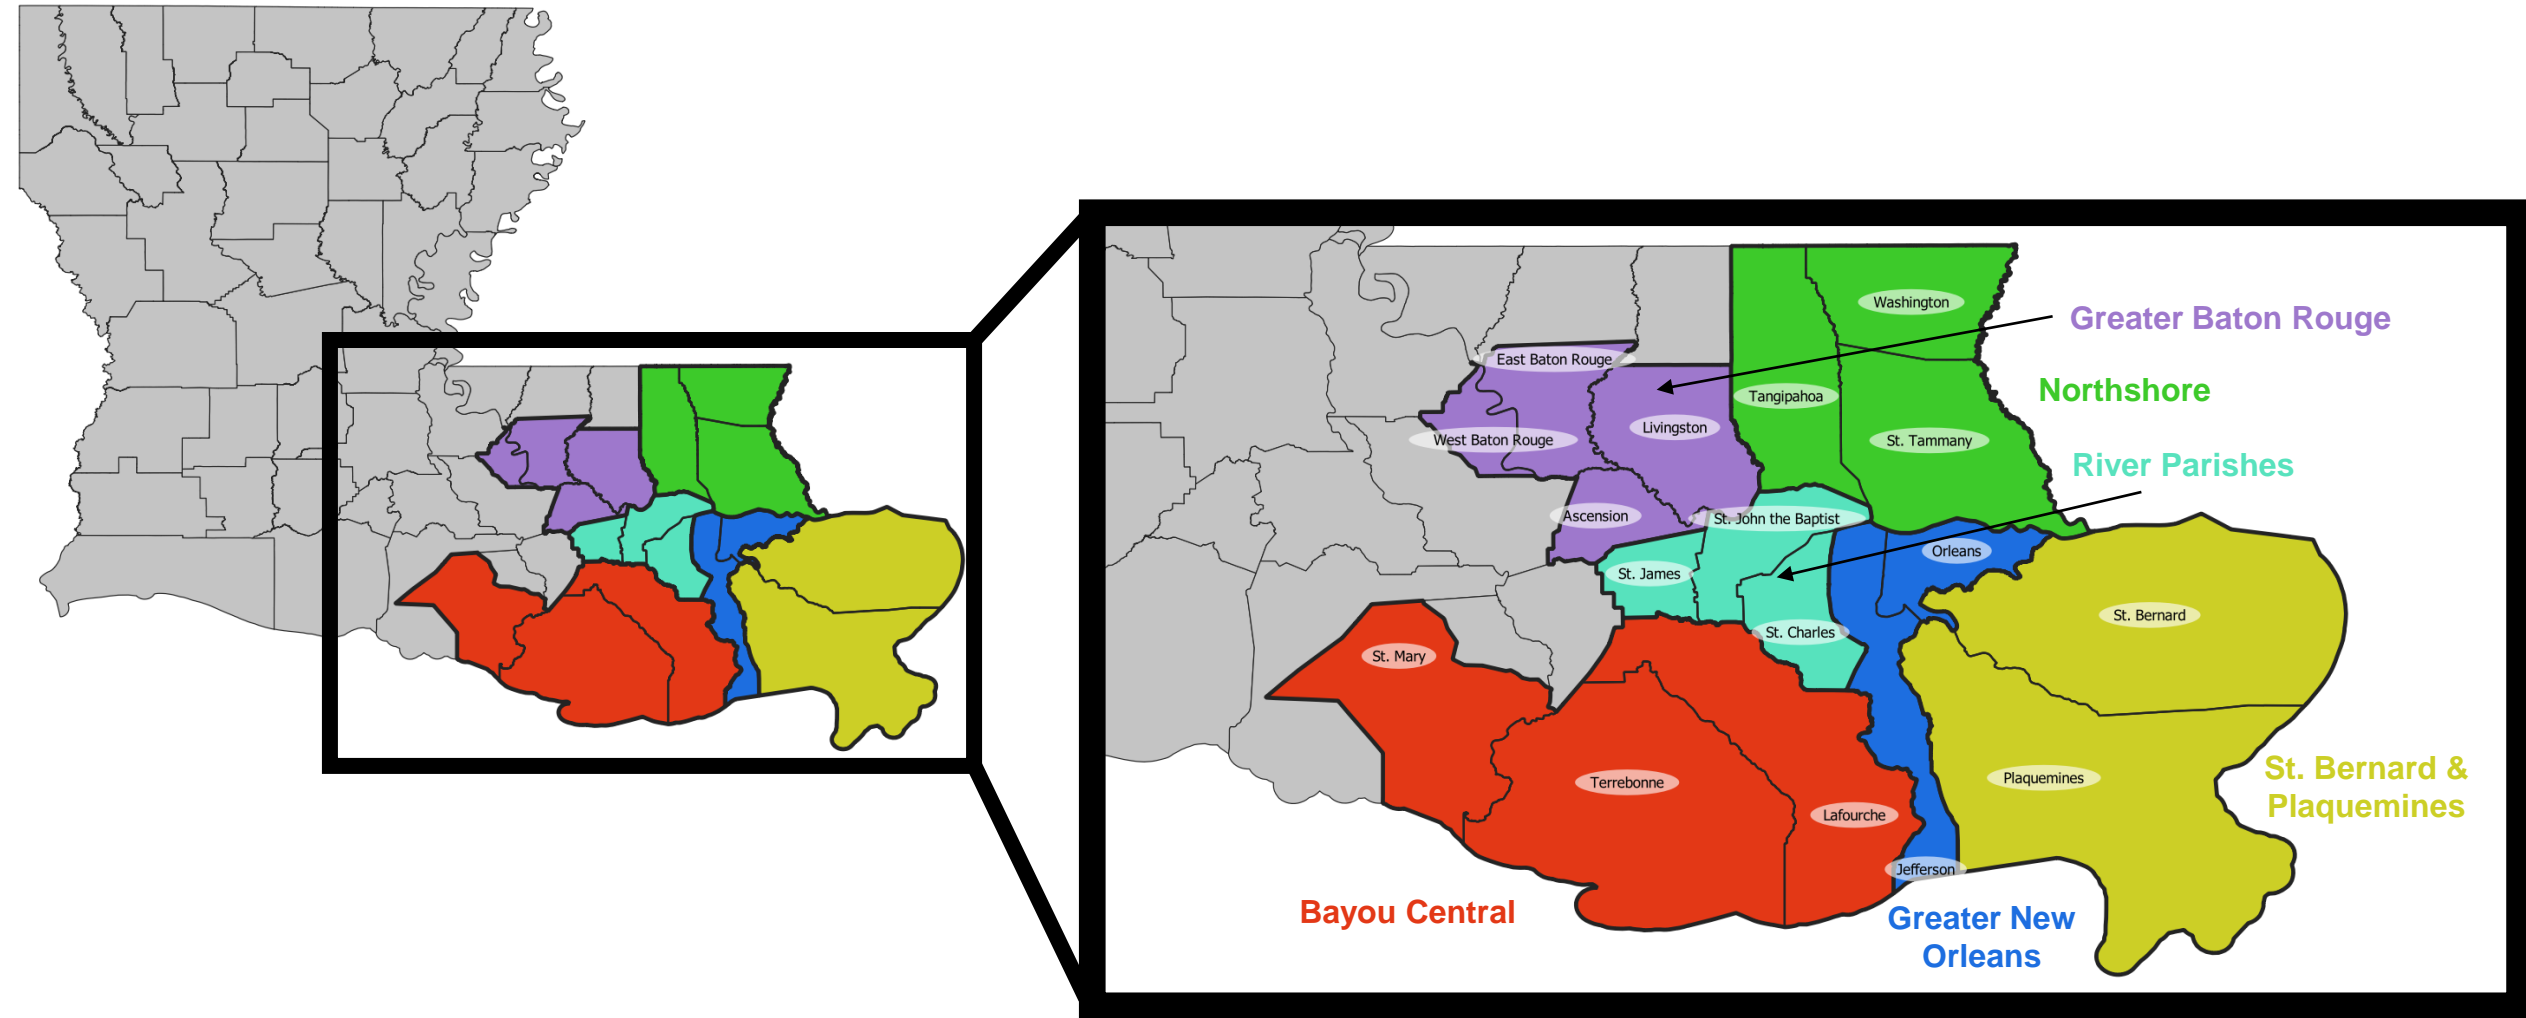 Washington
Greater Baton Rouge
East Baton Rouge
Northshore
Tangipahoa
Livingston
West Baton Rouge
St. Tammany
River Parishes
Ascension
St. John the Baptist
Orleans
St. James
St. Bernard
St. Charles
St. Mary
St. Bernard &
Plaquemines
Plaquemines
Terrebonne
Lafourche
Jefferson
Bayou Central
Greater New
Orleans